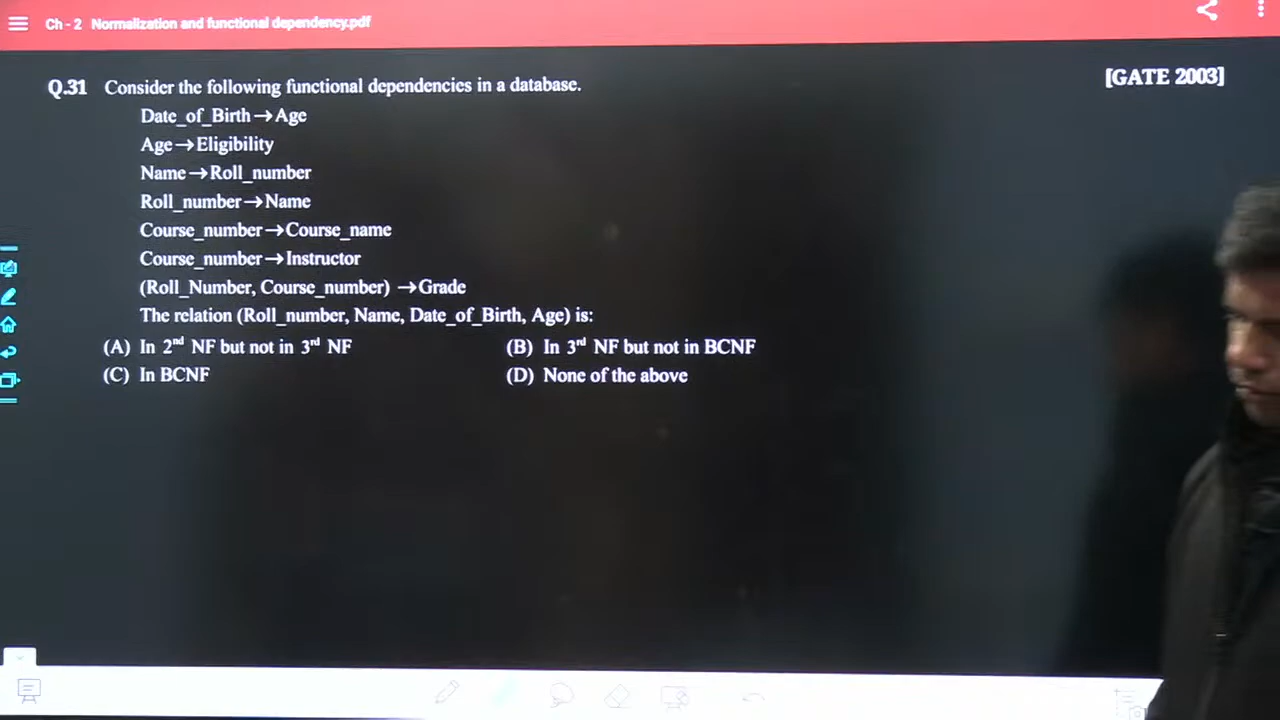 Ch - 2 Normalization and functional dependency.pdf
Q.31 Consider the following functional dependencies in a database. [GATE 2003]
Date_of_Birth→Age
Age→Eligibility
Name→Roll_number
Roll_number→Name
Course_number→Course_name
Course_number→Instructor
(Roll_Number, Course_number) →Grade
The relation (Roll_number, Name, Date_of_Birth, Age) is:
(A) In 2nd NF but not in 3rd NF (B) In 3rd NF but not in BCNF
(C) In BCNF (D) None of the above